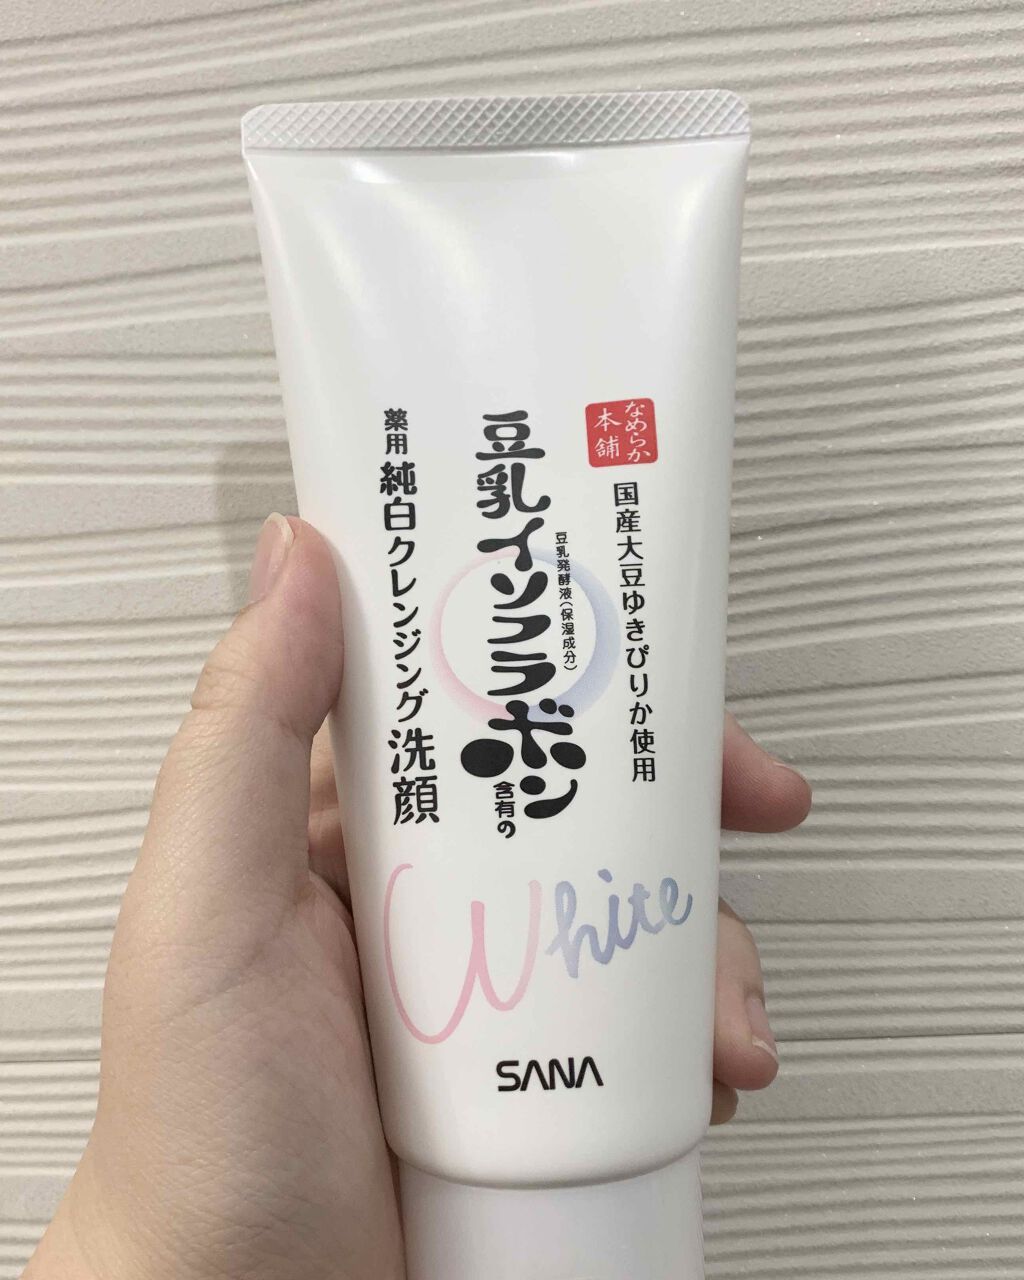 なめらか
本舗
国産大豆ゆきぴりか使用
豆乳発酵液(保湿成分)
豆乳イソフラボン
含有の
薬用純白クレンジング洗顔
White
SANA